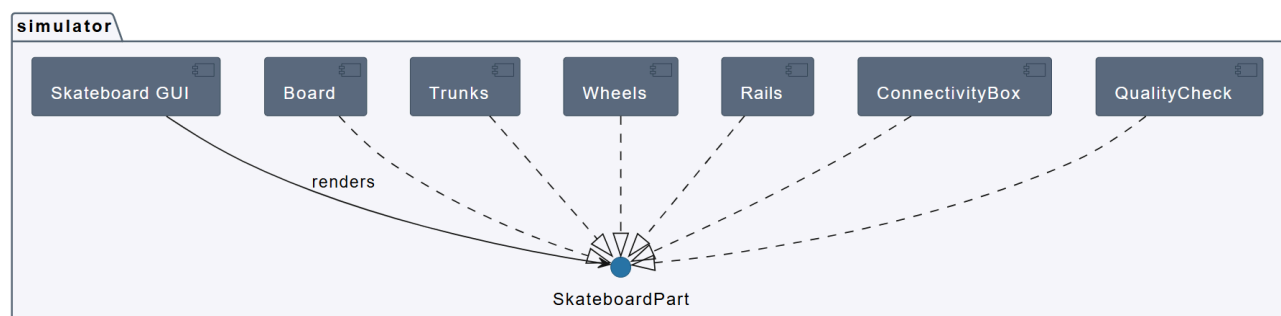 simulator
Skateboard GUI
Board
Trunks
Wheels
Rails
ConnectivityBox
QualityCheck
renders
SkateboardPart